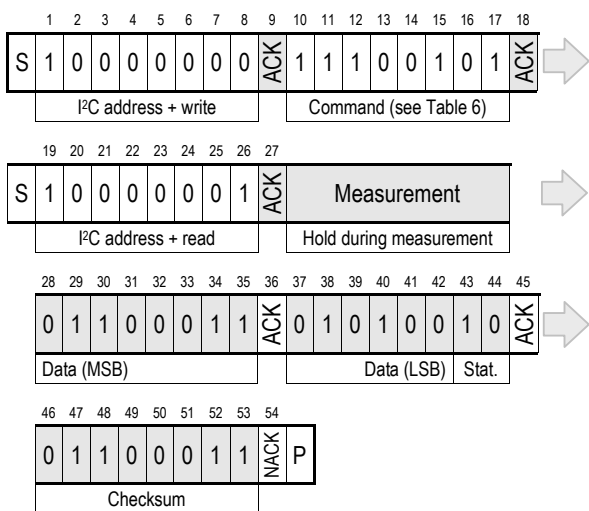 1 2 3 4 5 6 7 8 9 10 11 12 13 14 15 16 17 18
S 1 0 0 0 0 0 0 0 ACK 1 1 1 0 0 1 0 1 ACK
I²C address + write Command (see Table 6)
19 20 21 22 23 24 25 26 27
S 1 0 0 0 0 0 0 1 ACK Measurement
I²C address + read Hold during measurement
28 29 30 31 32 33 34 35 36 37 38 39 40 41 42 43 44 45
0 1 1 0 0 0 1 1 ACK 0 1 0 1 0 0 1 0 ACK
Data (MSB) Data (LSB) Stat.
46 47 48 49 50 51 52 53 54
0 1 1 0 0 0 1 1 NACK P
Checksum